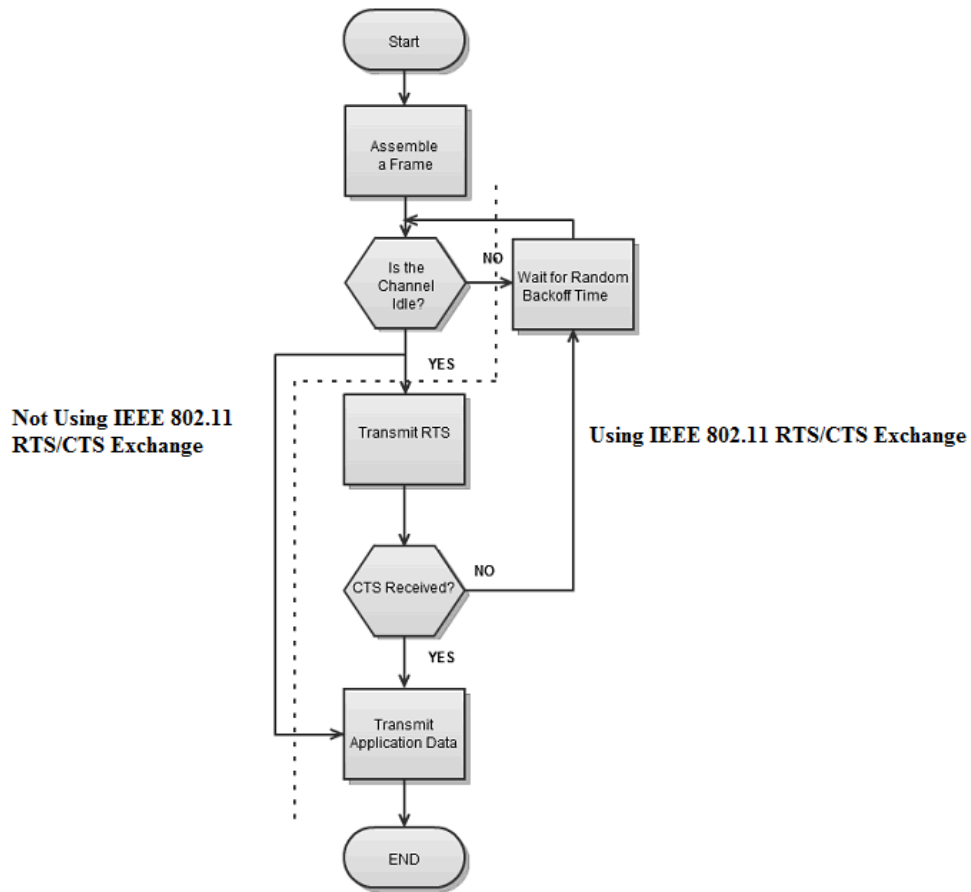 Start
Assemble
a Frame
Is the
Channel
Idle?
NO
Wait for Random
Backoff Time
YES
Not Using IEEE 802.11
RTS/CTS Exchange
Transmit RTS
Using IEEE 802.11 RTS/CTS Exchange
CTS Received?
NO
YES
Transmit
Application Data
END